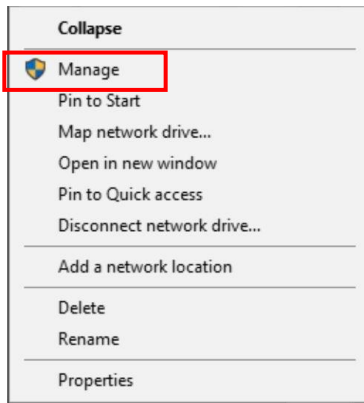 Collapse
Manage
Pin to Start
Map network drive...
Open in new window
Pin to Quick access
Disconnect network drive...
Add a network location
Delete
Rename
Properties